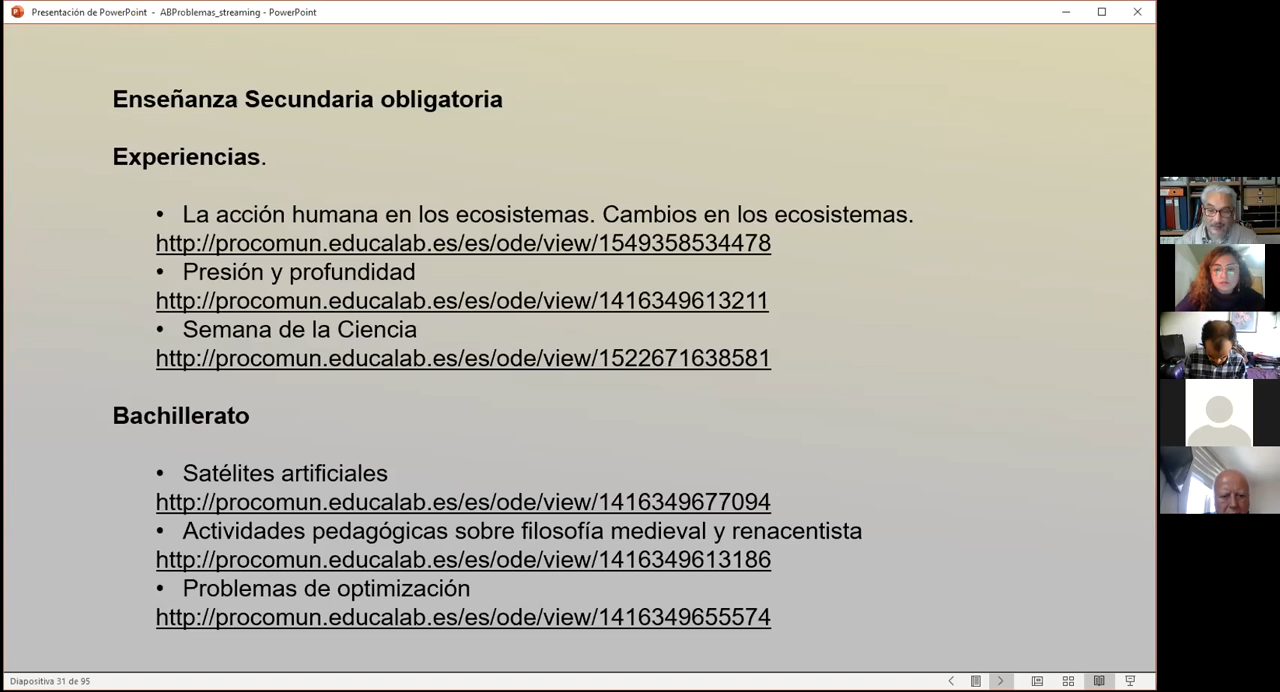 Presentación de PowerPoint - ABProblemas_streaming - PowerPoint
Enseñanza Secundaria obligatoria
Experiencias.
• La acción humana en los ecosistemas. Cambios en los ecosistemas.
http://procomun.educalab.es/es/ode/view/1549358534478
• Presión y profundidad
http://procomun.educalab.es/es/ode/view/1416349613211
• Semana de la Ciencia
http://procomun.educalab.es/es/ode/view/1522671638581
Bachillerato
• Satélites artificiales
http://procomun.educalab.es/es/ode/view/1416349677094
• Actividades pedagógicas sobre filosofía medieval y renacentista
http://procomun.educalab.es/es/ode/view/1416349613186
• Problemas de optimización
http://procomun.educalab.es/es/ode/view/1416349655574
Diapositiva 31 de 95